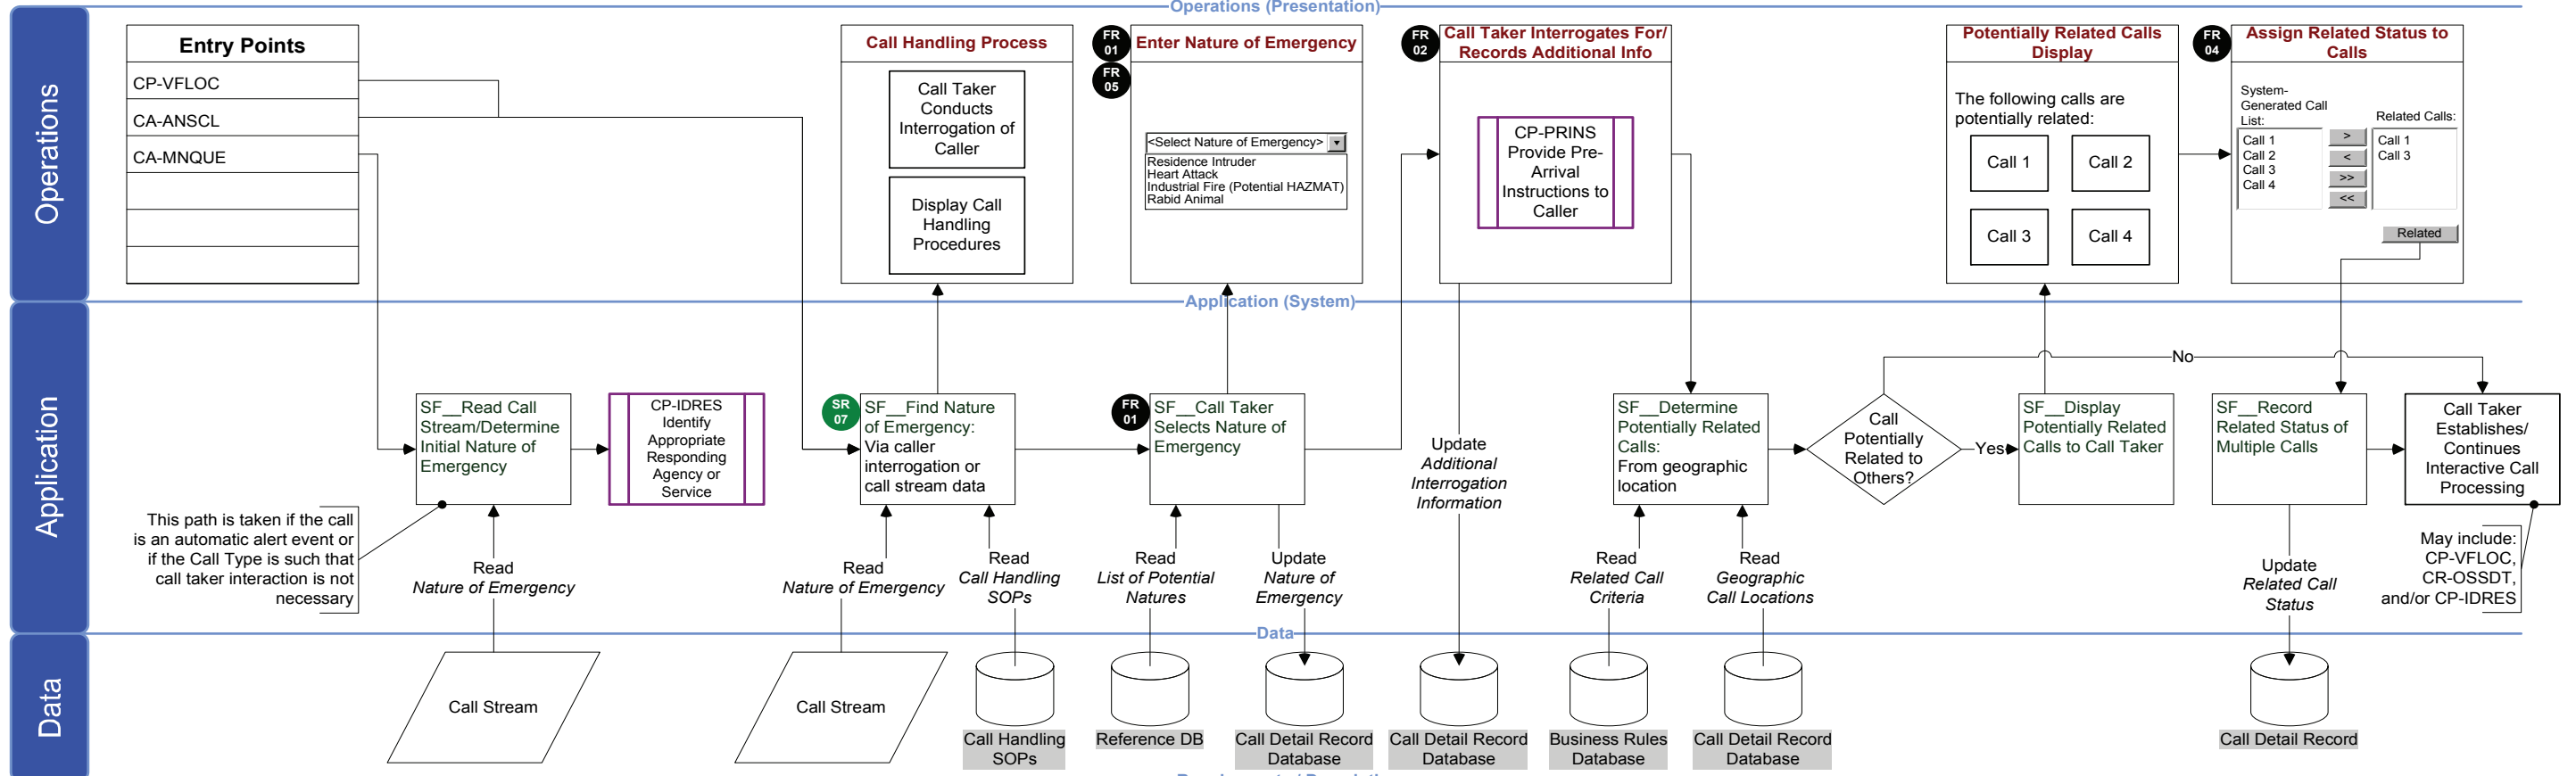 Operations (Presentation)
Operations
Entry Points
CP-VFLOC
CA-ANSCL
CA-MNQUE
Call Handling Process
Call Taker
Conducts
Interrogation of
Caller
Display Call
Handling
Procedures
FR
01
FR
05
Enter Nature of Emergency
<Select Nature of Emergency>
Residence Intruder
Heart Attack
Industrial Fire (Potential HAZMAT)
Rabid Animal
FR
02
Call Taker Interrogates For/
Records Additional Info
CP-PRINS
Provide Pre-
Arrival
Instructions to
Caller
Potentially Related Calls
Display
The following calls are
potentially related:
Call 1
Call 2
Call 3
Call 4
FR
04
Assign Related Status to
Calls
System-
Generated Call
List:
Call 1
Call 2
Call 3
Call 4
>
<
>>
<<
Related Calls:
Call 1
Call 3
Related
Application (System)
Application
SF__Read Call
Stream/Determine
Initial Nature of
Emergency
CP-IDRES
Identify
Appropriate
Responding
Agency or
Service
This path is taken if the call
is an automatic alert event or
if the Call Type is such that
call taker interaction is not
necessary
Read
Nature of Emergency
SR
07
SF__Find Nature
of Emergency:
Via caller
interrogation or
call stream data
Read
Nature of Emergency
Read
Call Handling
SOPs
FR
01
SF__Call Taker
Selects Nature of
Emergency
Read
List of Potential
Natures
Update
Nature of
Emergency
Update
Additional
Interrogation
Information
SF__Determine
Potentially Related
Calls:
From geographic
location
Read
Related Call
Criteria
Read
Geographic
Call Locations
Call
Potentially
Related to
Others?
No
Yes
SF__Display
Potentially Related
Calls to Call Taker
SF__Record
Related Status of
Multiple Calls
Update
Related Call
Status
Call Taker
Establishes/
Continues
Interactive Call
Processing
May include:
CP-VFLOC,
CR-OSSDT,
and/or CP-IDRES
Data
Data
Call Stream
Call Stream
Call Handling
SOPs
Reference DB
Call Detail Record
Database
Call Detail Record
Database
Business Rules
Database
Call Detail Record
Database
Call Detail Record